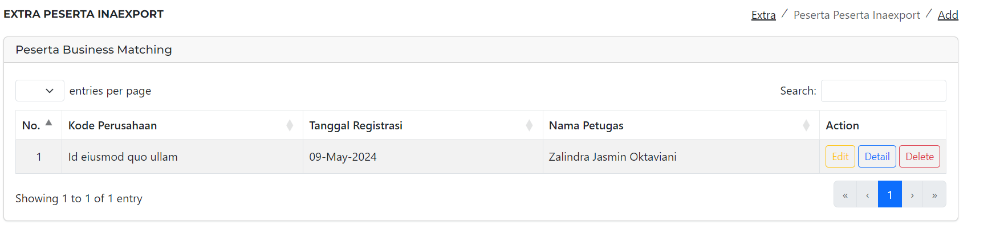 EXTRA PESERTA INAEXPORT
Extra / Peserta Peserta Inaexport / Add
Peserta Business Matching
entries per page
Search:
No. Kode Perusahaan Tanggal Registrasi Nama Petugas Action
1 Id eiusmod quo ullam 09-May-2024 Zalindra Jasmin Oktaviani Edit Detail Delete
Showing 1 to 1 of 1 entry
« ‹ 1 › »